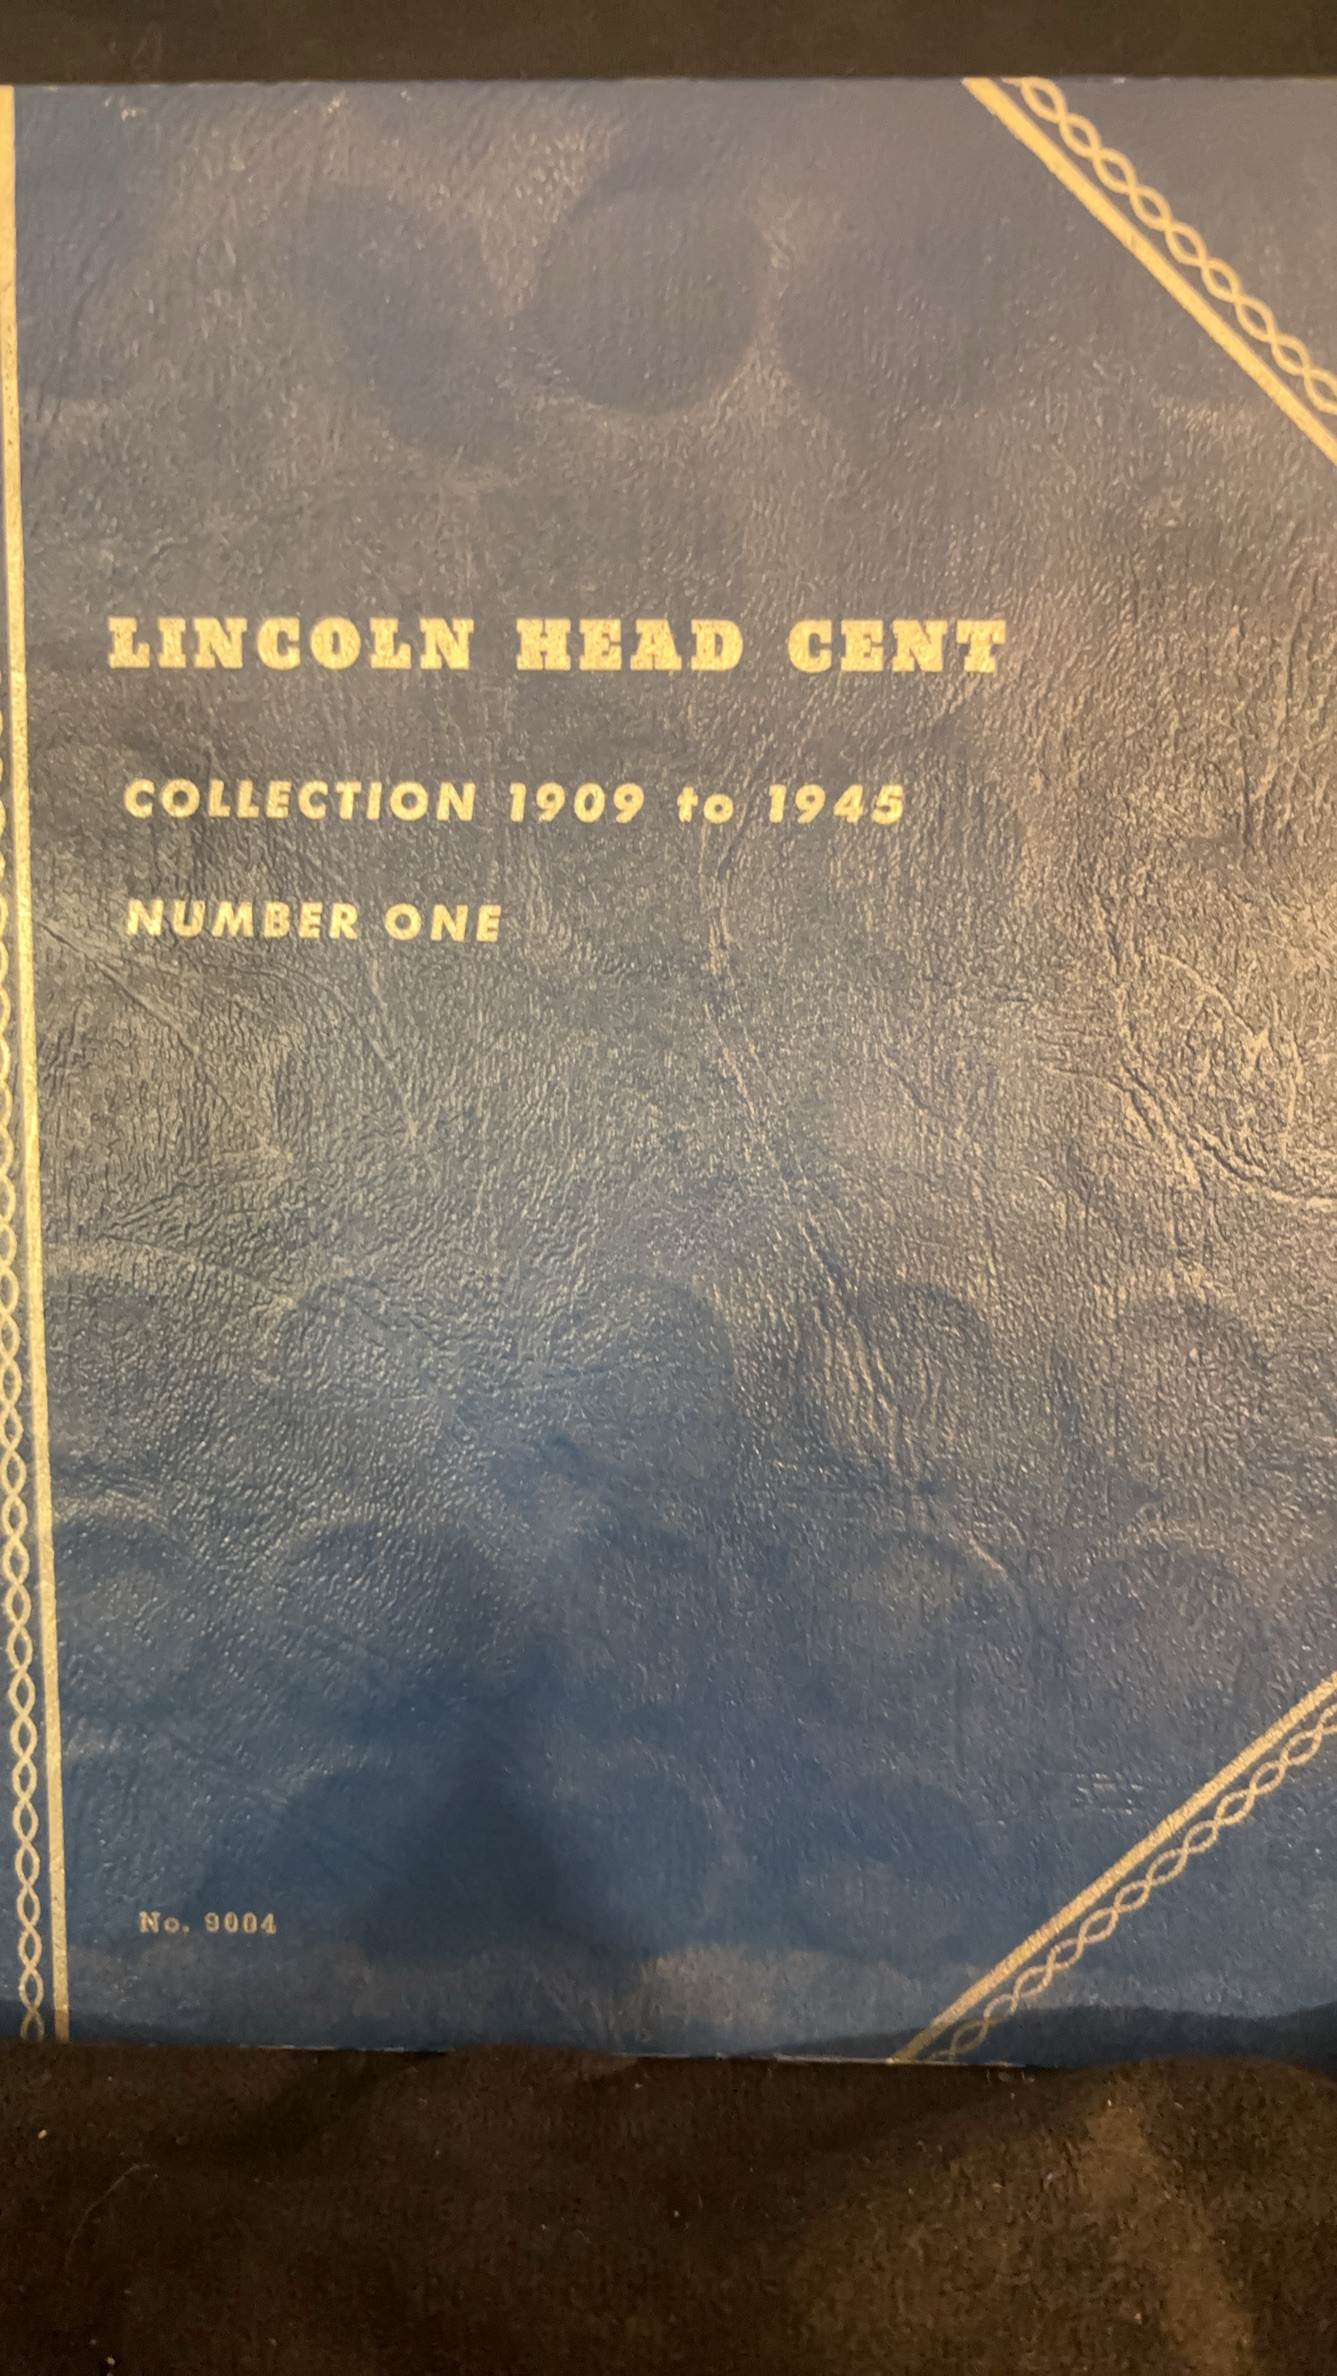 LINCOLN HEAD CENT
COLLECTION 1909 to 1945
NUMBER ONE
No. 9004